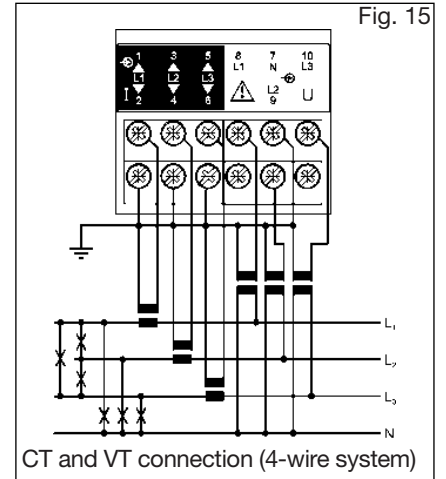 Fig. 15
1 3 5 8 7 10
L1 N L3
L1 L2 L3
I 2 4 6 L2 9 U
L₁
L₂
L₃
N
CT and VT connection (4-wire system)